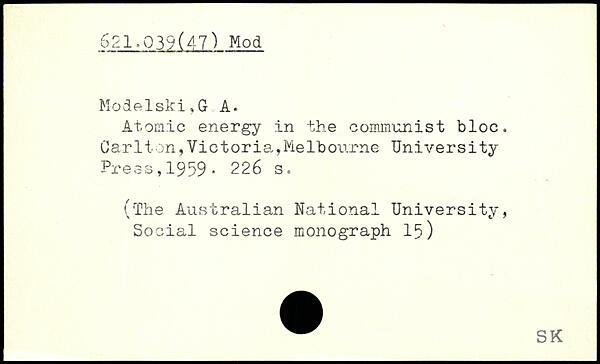 621.039(47) Mod
Modelski,G A.
Atomic energy in the communist bloc.
Carlton,Victoria,Melbourne University
Press,1959. 226 s.
(The Australian National University,
Social science monograph 15)
SK